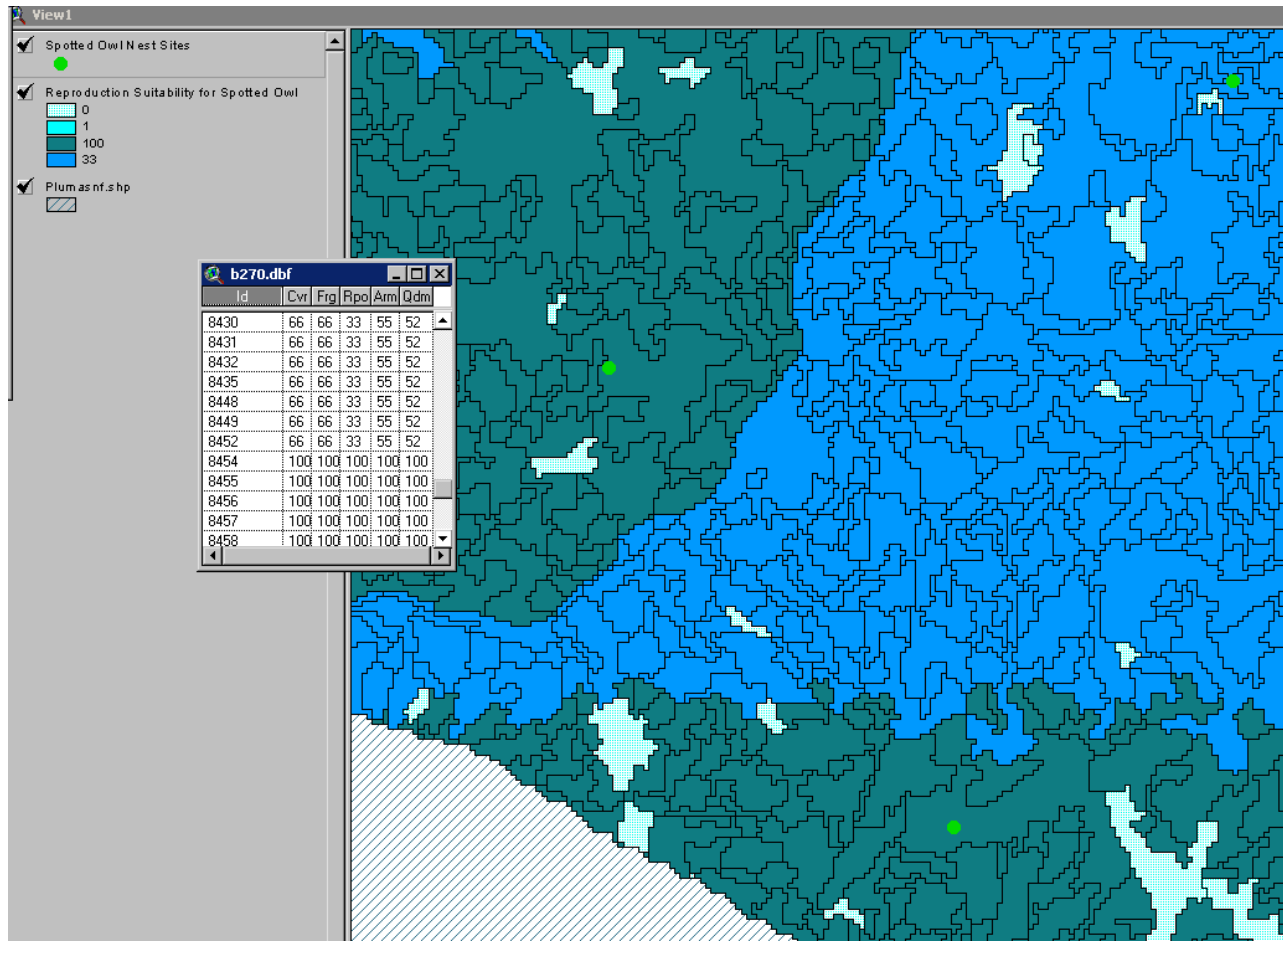 View1
Spotted Owl Nest Sites
Reproduction Suitability for Spotted Owl
0
1
100
33
Plumasnf.shp
b270.dbf
Id Cvr Frg Rpo Arm Qdm
8430 66 66 33 55 52
8431 66 66 33 55 52
8432 66 66 33 55 52
8435 66 66 33 55 52
8448 66 66 33 55 52
8449 66 66 33 55 52
8452 66 66 33 55 52
8454 100 100 100 100 100
8455 100 100 100 100 100
8456 100 100 100 100 100
8457 100 100 100 100 100
8458 100 100 100 100 100